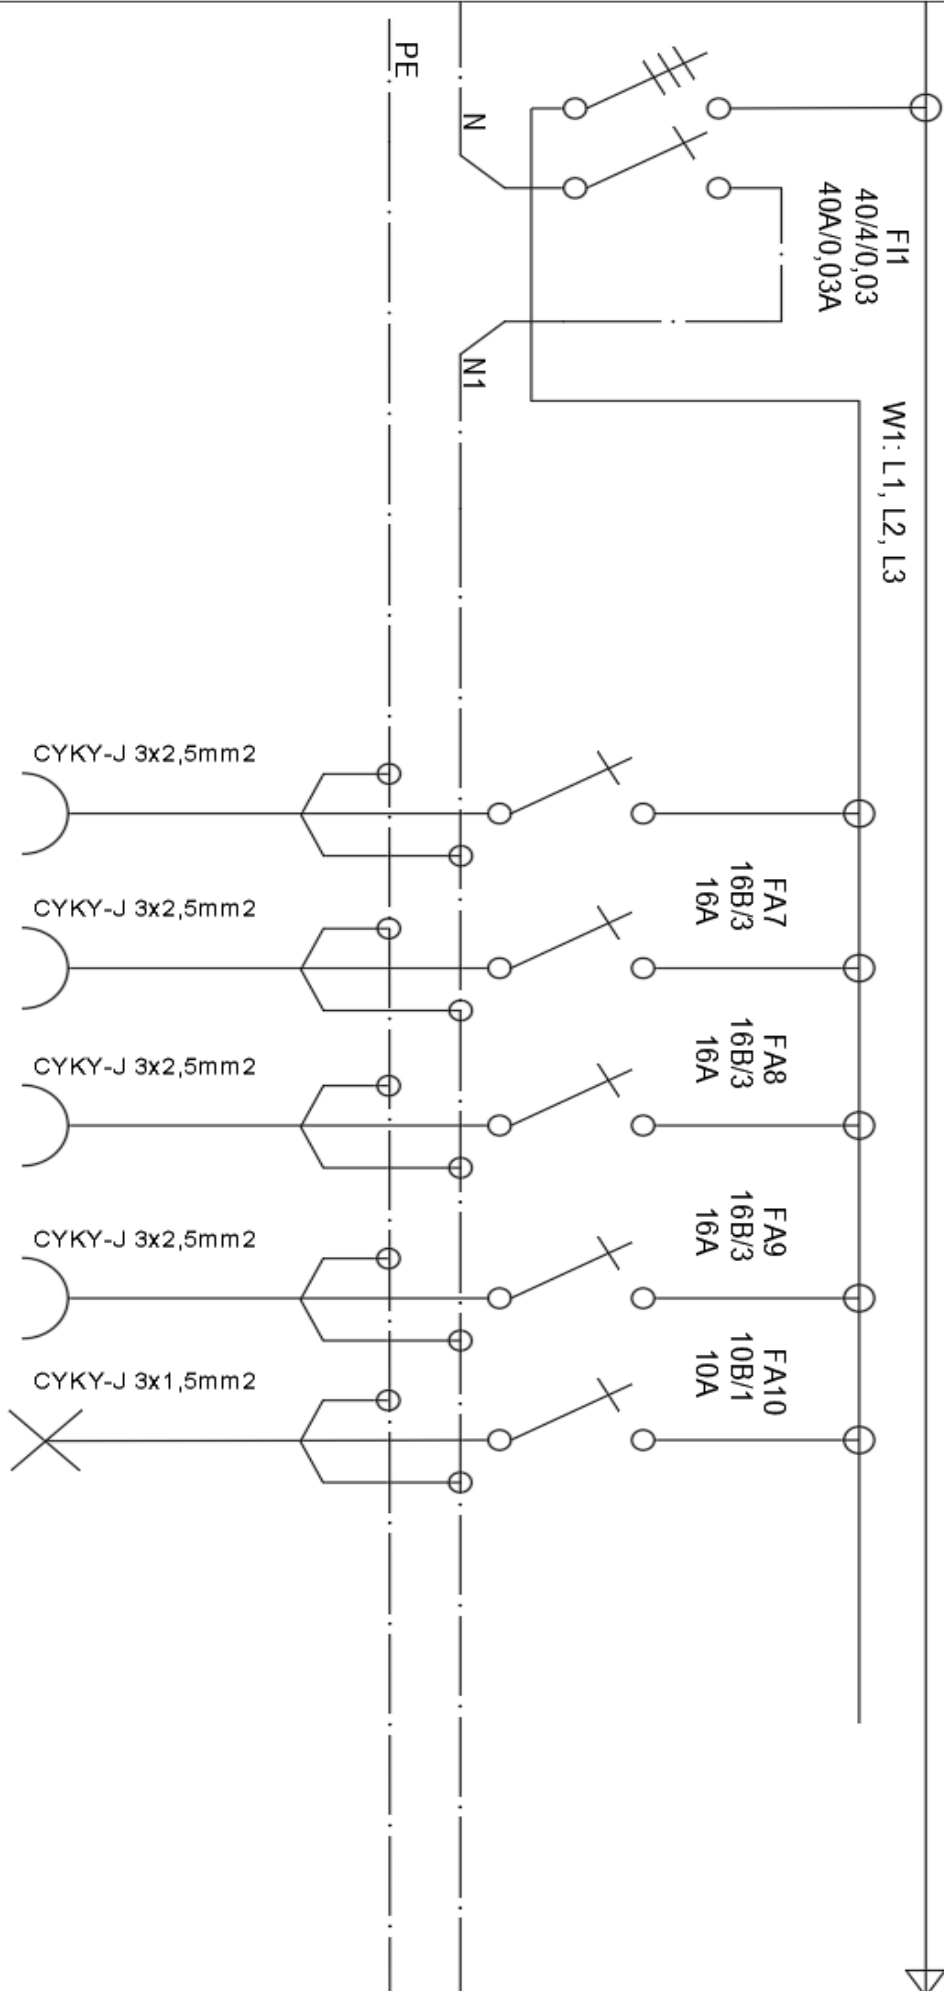 PE
N
FI1
40/4/0,03
40A/0,03A
N1
W1: L1, L2, L3
CYKY-J 3x2,5mm2
FA7
16B/3
16A
CYKY-J 3x2,5mm2
FA8
16B/3
16A
CYKY-J 3x2,5mm2
FA9
16B/3
16A
CYKY-J 3x2,5mm2
FA10
10B/1
10A
CYKY-J 3x1,5mm2